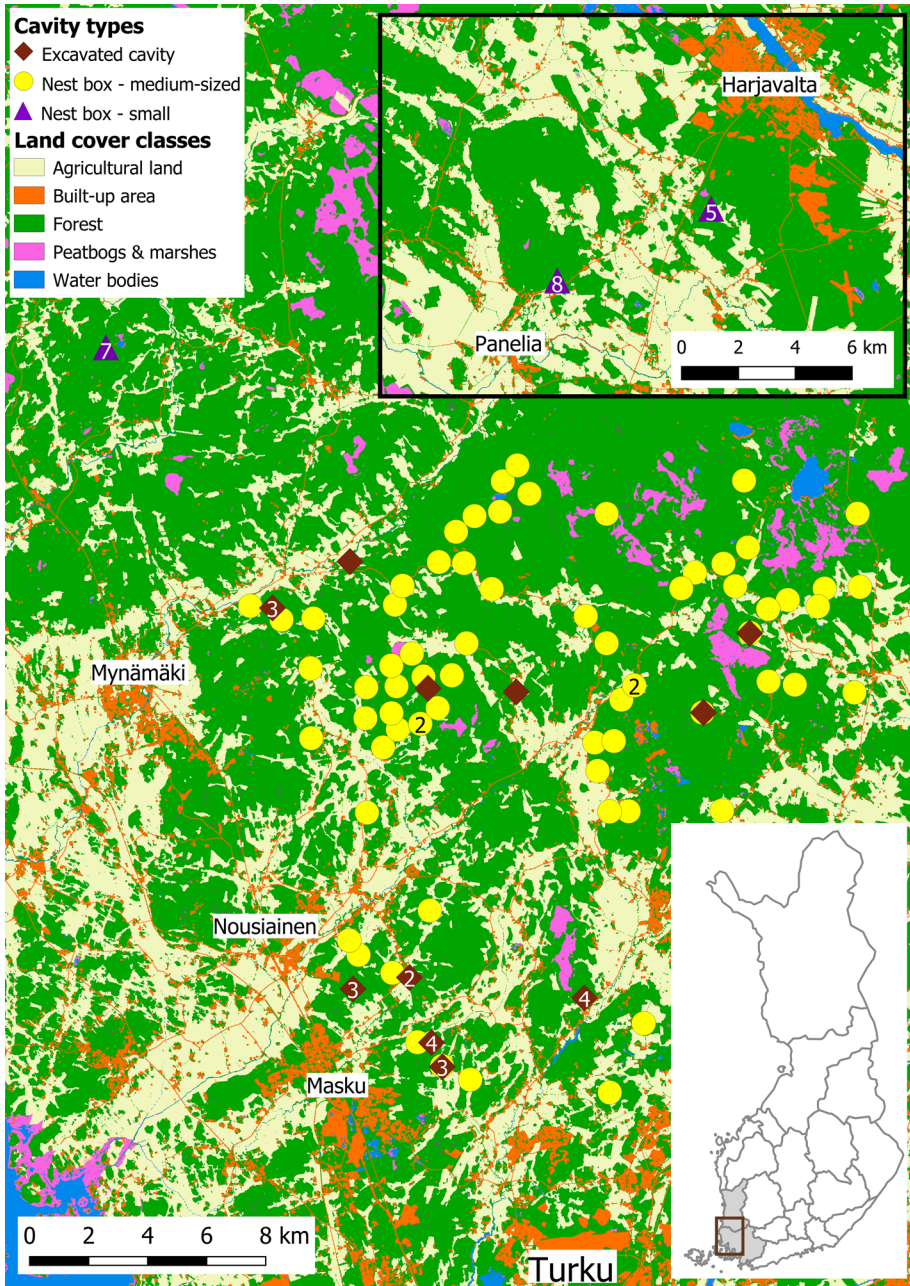 Cavity types
Excavated cavity
Nest box - medium-sized
Nest box - small
Land cover classes
Agricultural land
Built-up area
Forest
Peatbogs & marshes
Water bodies
Harjavalta
5
8
Panelia
0 2 4 6 km
7
3
Mynämäki
2
2
Nousiainen
2
3
4
4
3
Masku
0 2 4 6 8 km
Turku